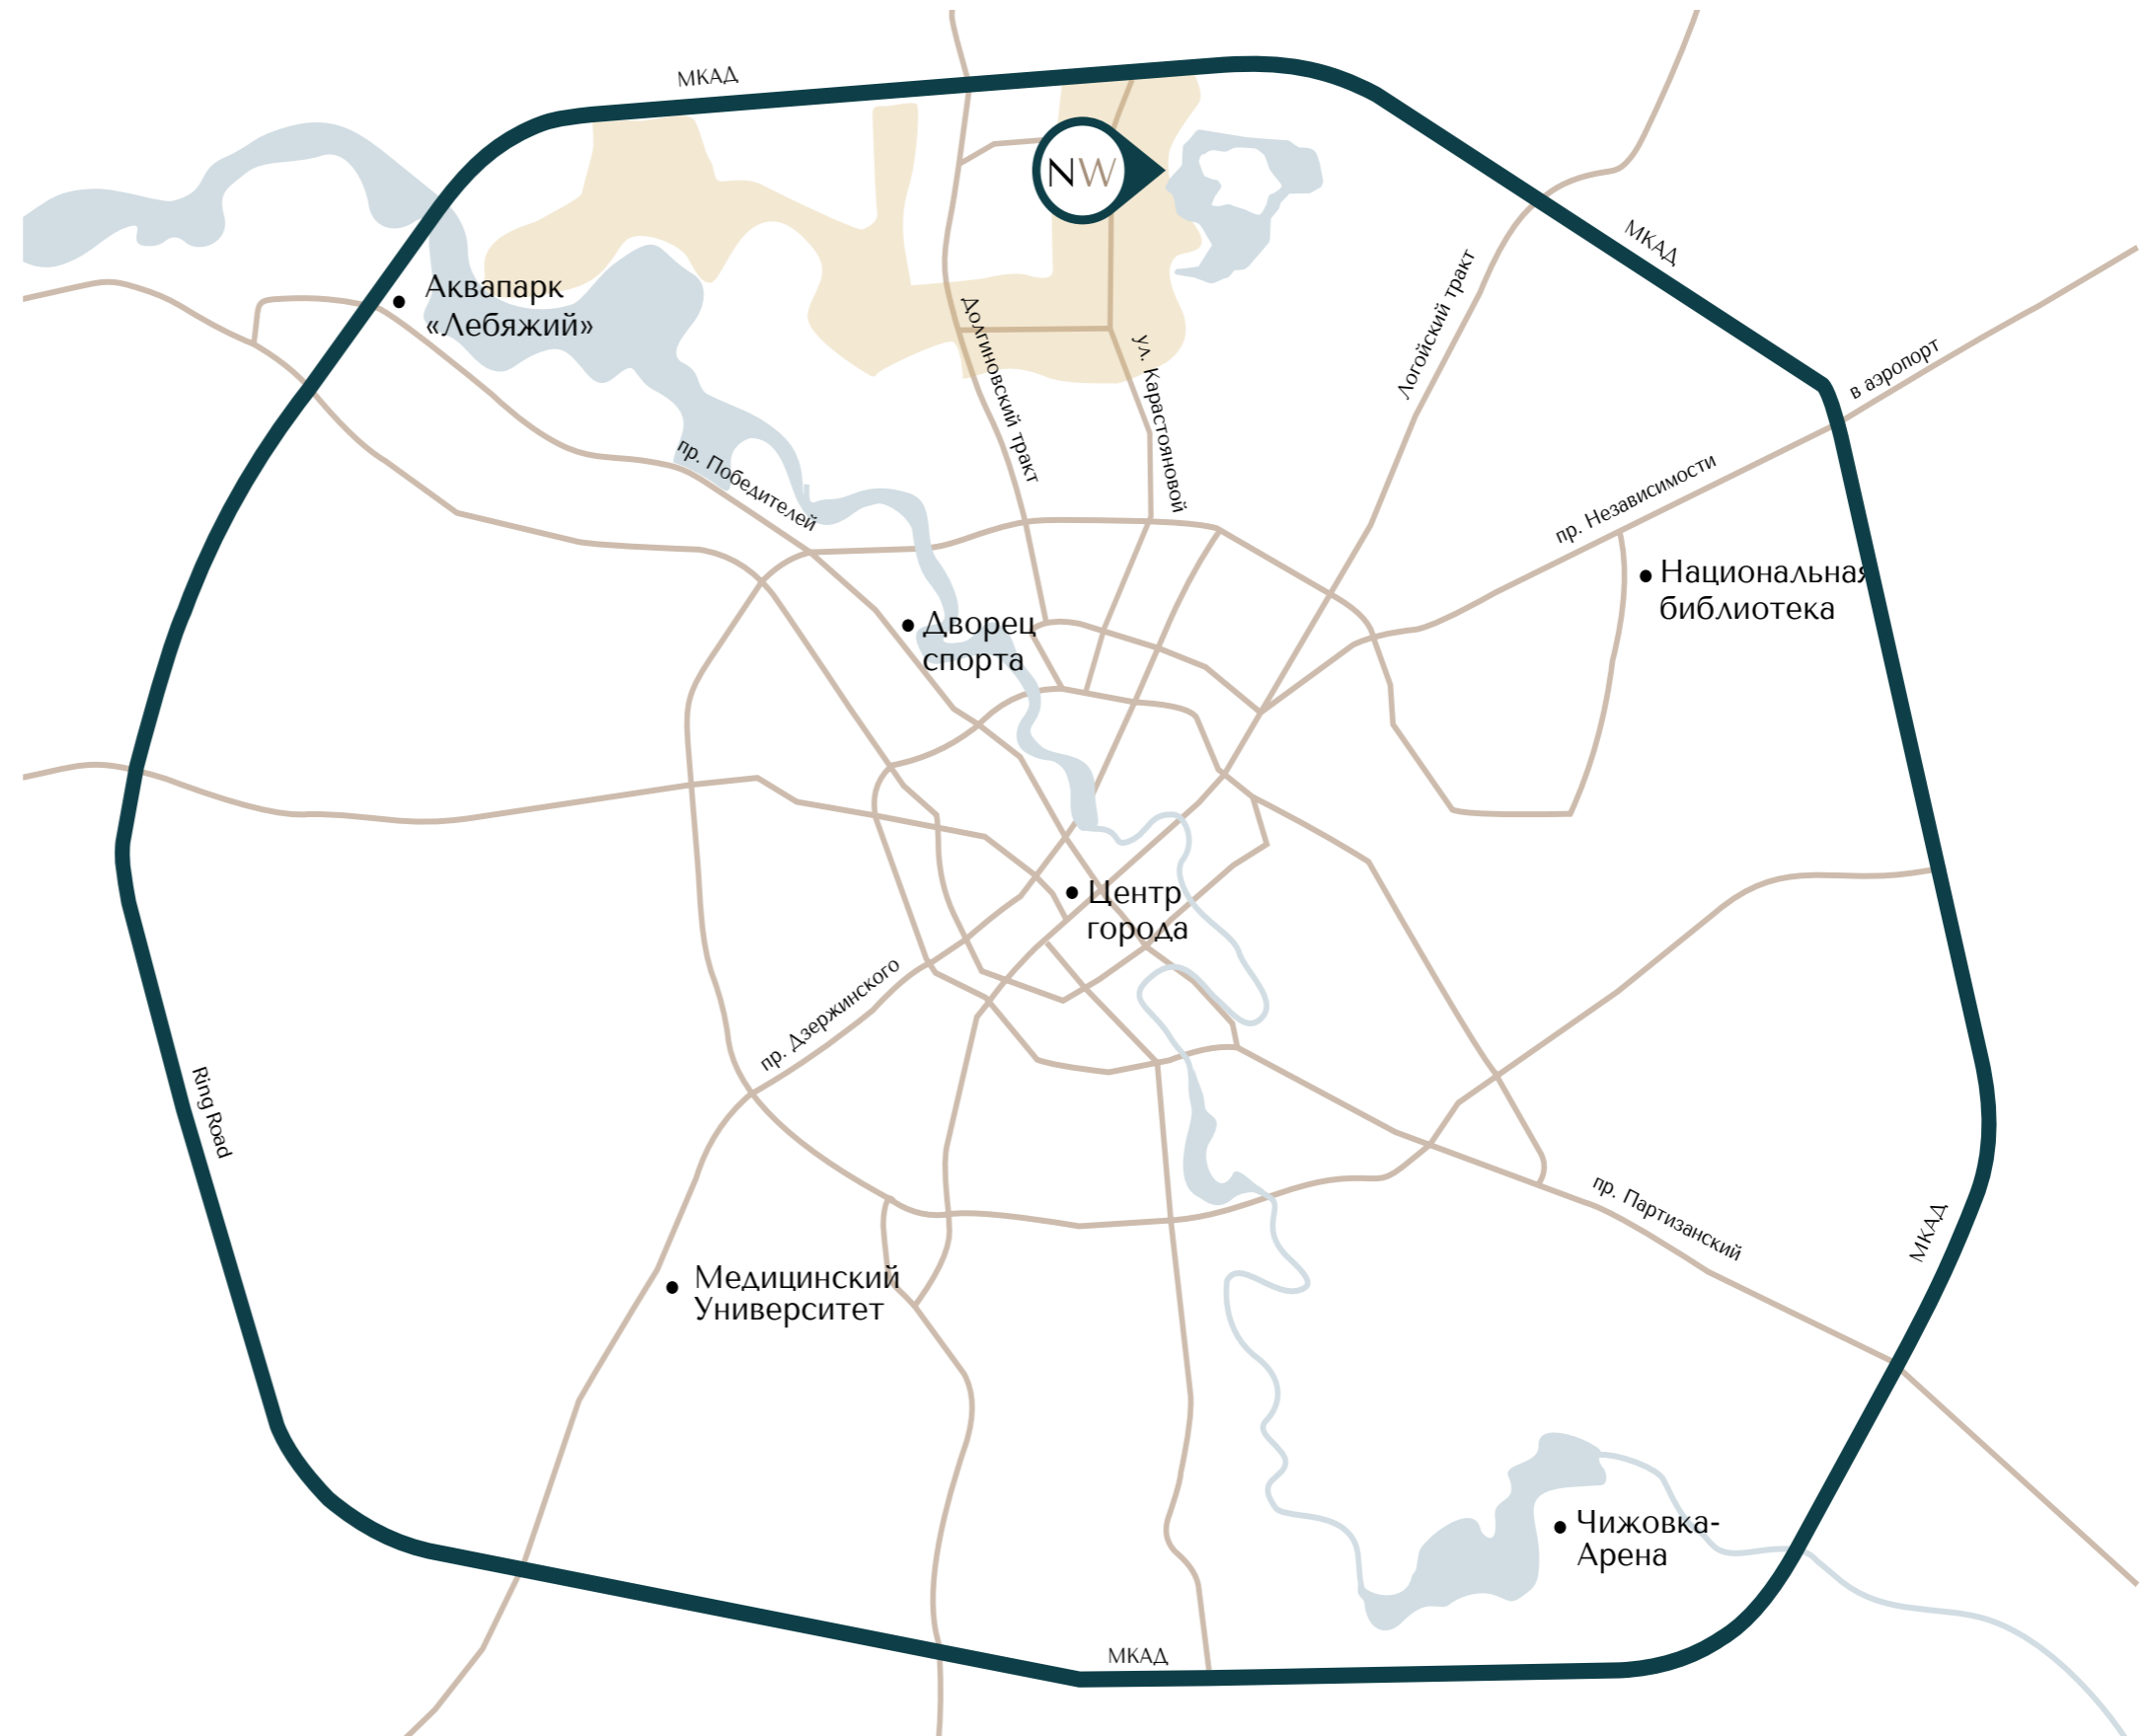 МКАД
NW
МКАД
Аквапарк
«Лебяжий»
Долгиновский тракт
ул. Карастояновой
Логойский тракт
в аэропорт
пр. Победителей
пр. Независимости
Национальная
библиотека
Дворец
спорта
Центр
города
пр. Дзержинского
Ring Road
пр. Партизанский
МКАД
Медицинский
Университет
Чижовка-
Арена
МКАД